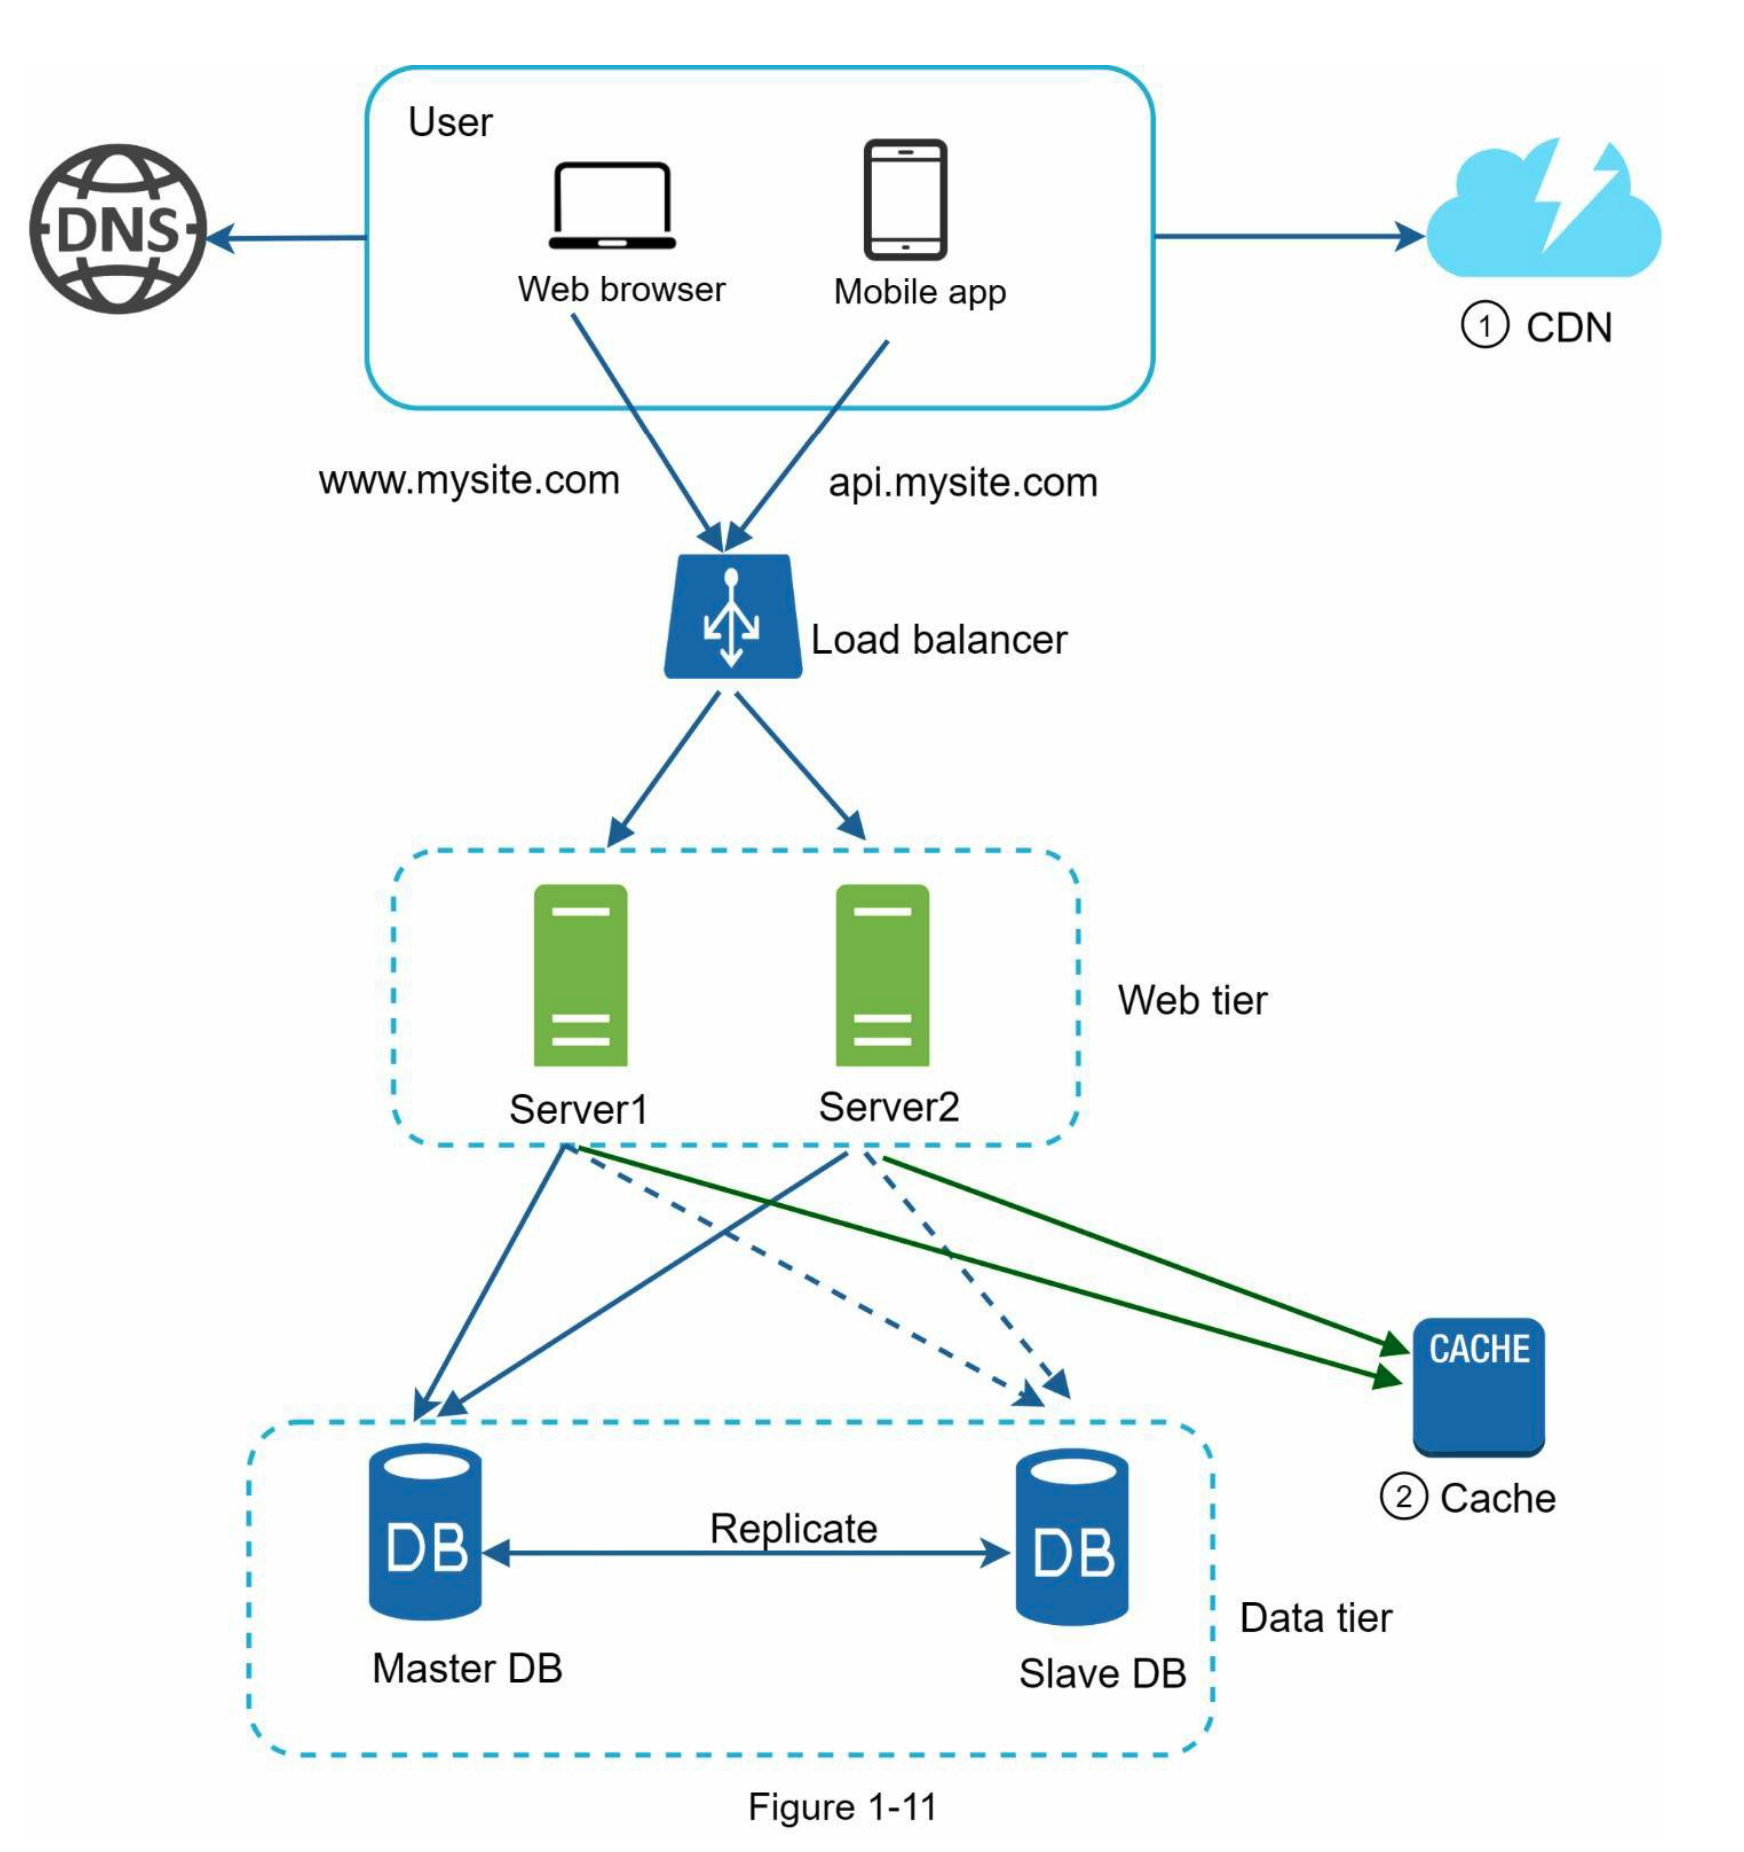 User
DNS
Web browser
Mobile app
1 CDN
www.mysite.com
api.mysite.com
Load balancer
Web tier
Server1
Server2
CACHE
2 Cache
Replicate
DB
DB
Data tier
Master DB
Slave DB
Figure 1-11